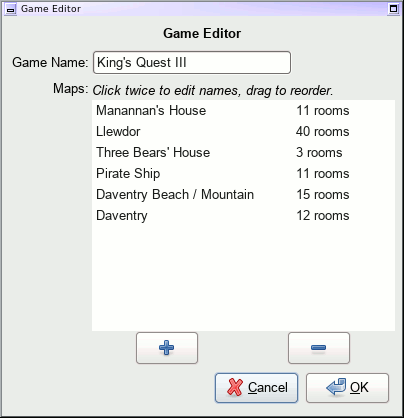 Game Editor
Game Editor
Game Name: King's Quest III
Maps: Click twice to edit names, drag to reorder.
Manannan's House 11 rooms
Llewdor 40 rooms
Three Bears' House 3 rooms
Pirate Ship 11 rooms
Daventry Beach / Mountain 15 rooms
Daventry 12 rooms
Cancel OK